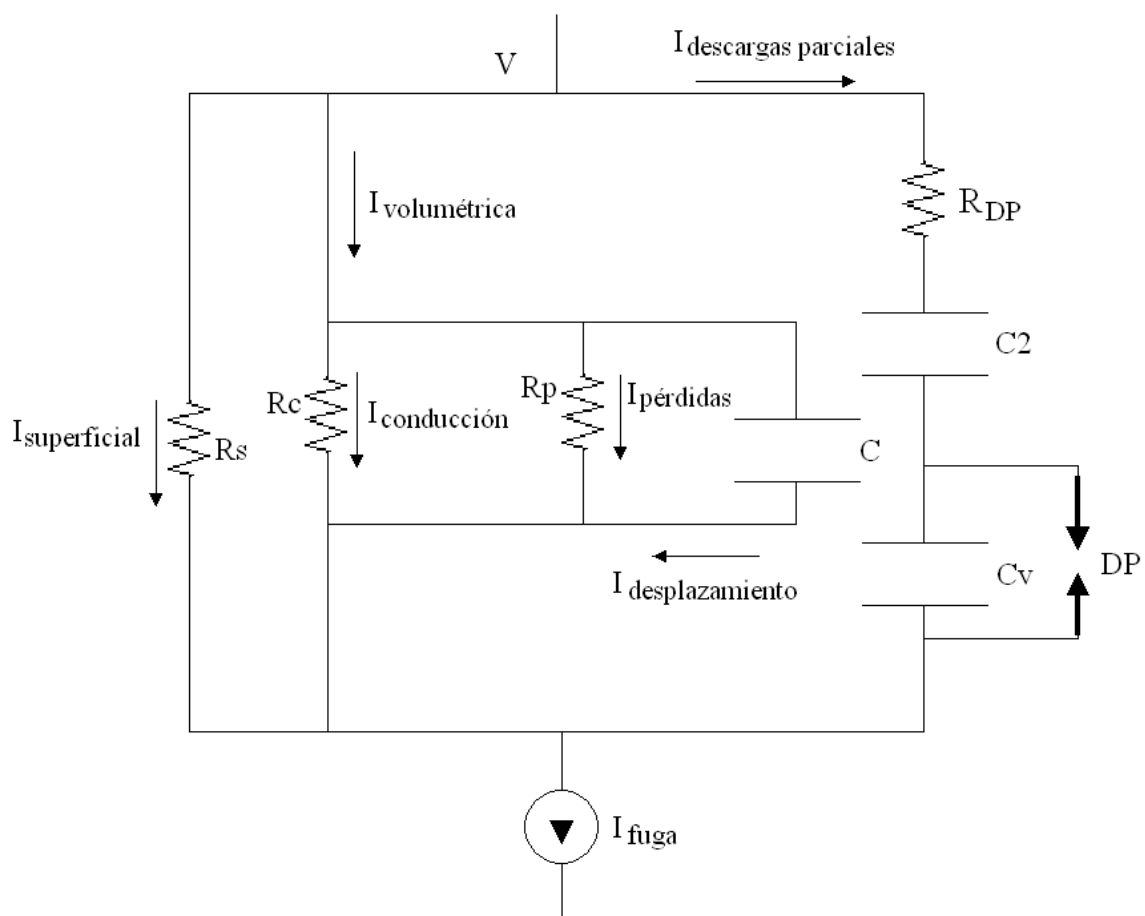 I descargas parciales
V
I volumétrica
R DP
C2
Rc
Rp
I pérdidas
I conducción
I superficial
Rs
C
I desplazamiento
Cv
DP
I fuga